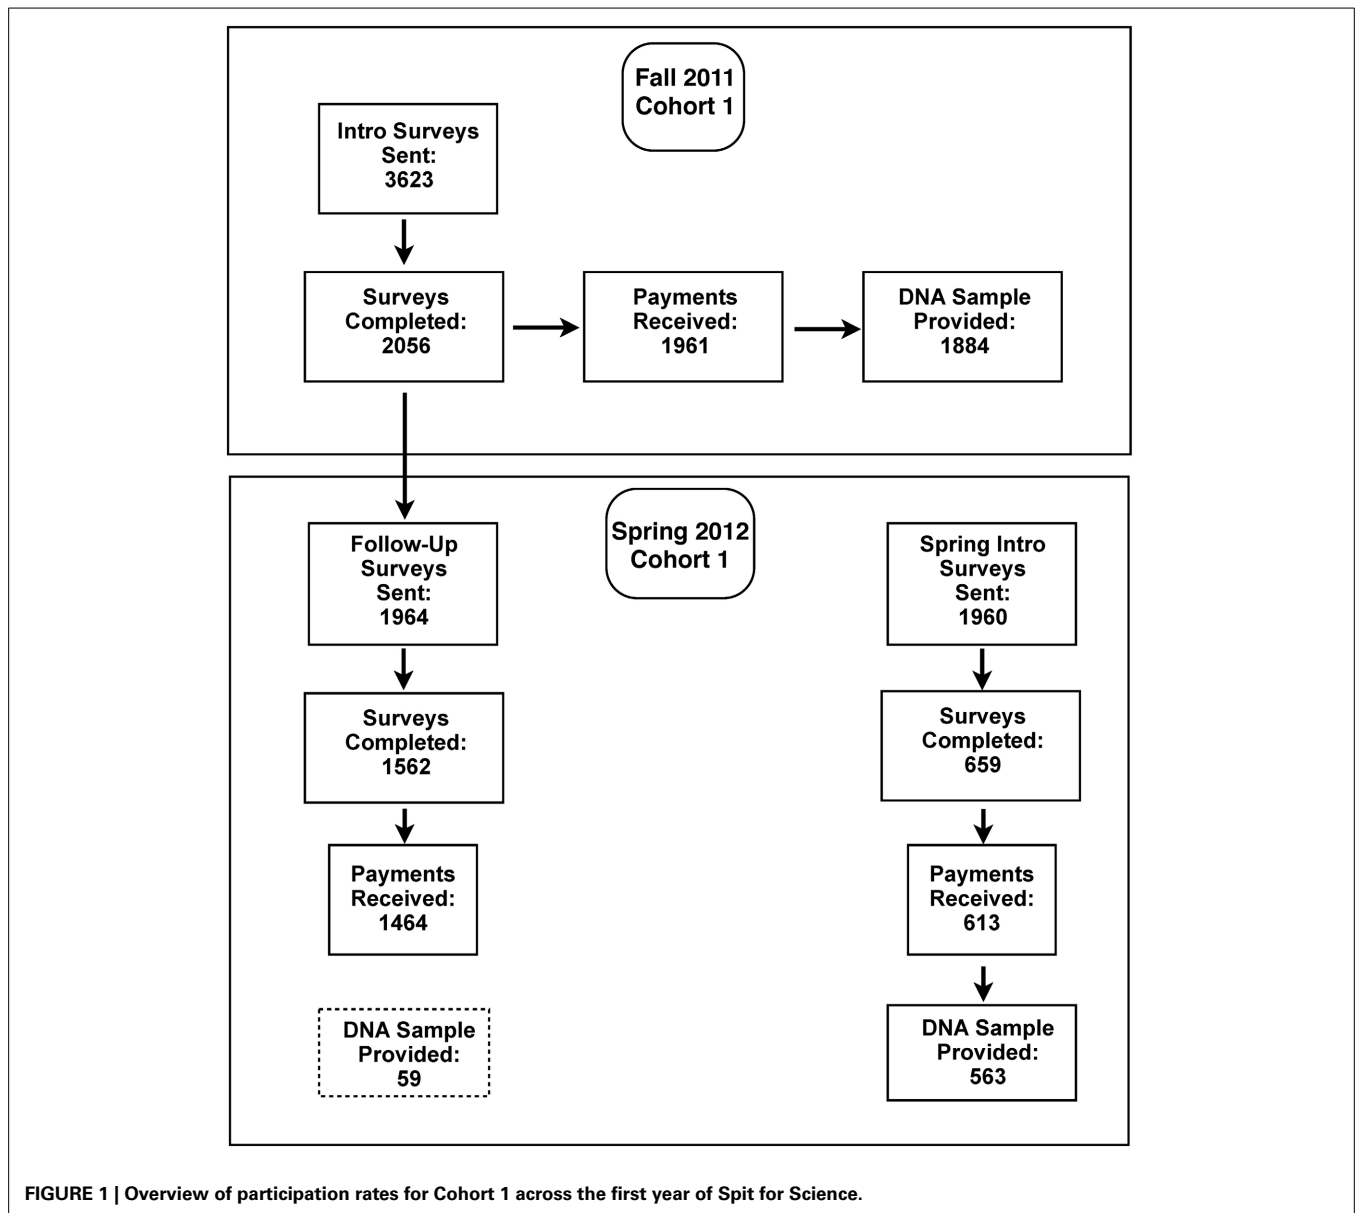 Fall 2011
Cohort 1
Intro Surveys
Sent:
3623
Surveys
Completed:
2056
Payments
Received:
1961
DNA Sample
Provided:
1884
Spring 2012
Cohort 1
Follow-Up
Surveys
Sent:
1964
Surveys
Completed:
1562
Payments
Received:
1464
DNA Sample
Provided:
59
Spring Intro
Surveys
Sent:
1960
Surveys
Completed:
659
Payments
Received:
613
DNA Sample
Provided:
563
FIGURE 1 | Overview of participation rates for Cohort 1 across the first year of Spit for Science.